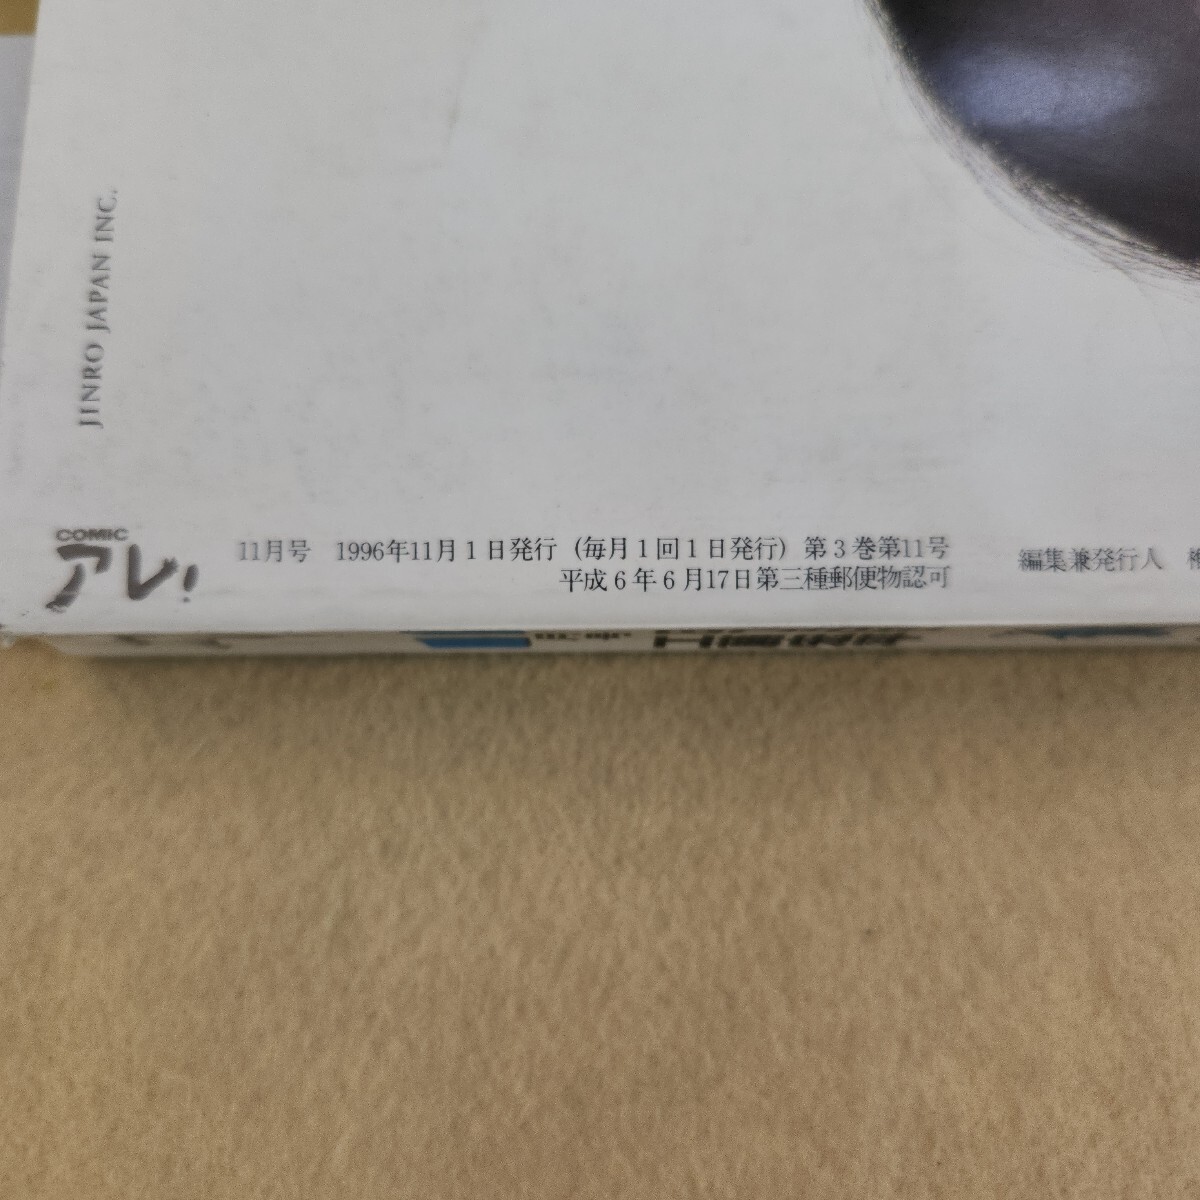 JINRO JAPAN INC.
COMIC
アレ!
11月号 1996年11月1日発行 (毎月1回1日発行) 第3巻第11号
平成6年6月17日第三種郵便物認可
編集兼発行人